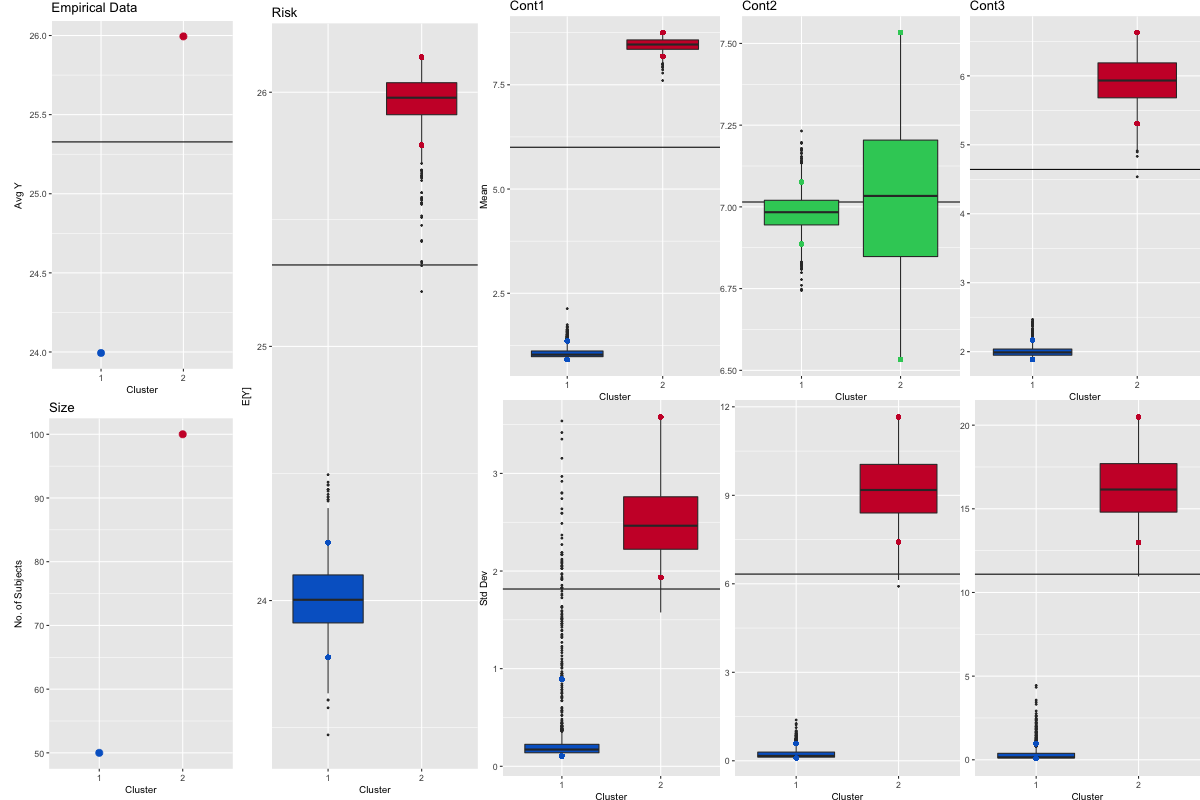 Empirical Data
Avg Y
26.0
25.5
25.0
24.5
24.0
1
2
Cluster
Size
No. of Subjects
100
90
80
70
60
50
1
2
Cluster
Risk
E[Y]
26
25
24
1
2
Cluster
Cont1
Mean
7.5
5.0
2.5
1
2
Cluster
Cont2
7.50
7.25
7.00
6.75
6.50
1
2
Cluster
Cont3
6
5
4
3
2
1
2
Cluster
Std Dev
3
2
1
0
1
2
Cluster
12
9
6
3
0
1
2
Cluster
20
15
10
5
0
1
2
Cluster